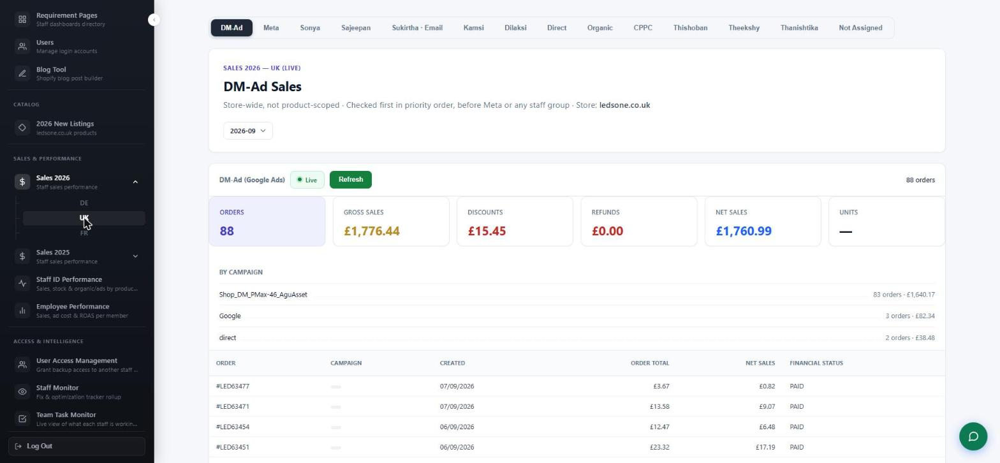 Requirement Pages
Staff dashboards directory
Users
Manage login accounts
Blog Tool
Shopify blog post builder
CATALOG
2026 New Listings
ledsone.co.uk products
SALES & PERFORMANCE
Sales 2026
Staff sales performance
DE
UK
FR
Sales 2025
Staff sales performance
Staff ID Performance
Sales, stock & organic/ads by produc...
Employee Performance
Sales, ad cost & ROAS per member
ACCESS & INTELLIGENCE
User Access Management
Grant backup access to another staff ...
Staff Monitor
Fix & optimization tracker rollup
Team Task Monitor
Live view of what each staff is workin...
Log Out
DM-Ad Meta Sonya Sajeepan Sukirtha · Email Kamsi Dilaksi Direct Organic CPPC Thishoban Theekshy Thanishtika Not Assigned
SALES 2026 — UK (LIVE)
DM-Ad Sales
Store-wide, not product-scoped · Checked first in priority order, before Meta or any staff group · Store: ledsone.co.uk
2026-09
DM-Ad (Google Ads) Live Refresh 88 orders
ORDERS GROSS SALES DISCOUNTS REFUNDS NET SALES UNITS
88 £1,776.44 £15.45 £0.00 £1,760.99 —
BY CAMPAIGN
Shop_DM_PMax-46_AguAsset 83 orders · £1,640.17
Google 3 orders · £82.34
direct 2 orders · £38.48
ORDER CAMPAIGN CREATED ORDER TOTAL NET SALES FINANCIAL STATUS
#LED63477 07/09/2026 £3.67 £0.82 PAID
#LED63471 07/09/2026 £13.58 £9.07 PAID
#LED63454 06/09/2026 £12.47 £6.48 PAID
#LED63451 06/09/2026 £23.32 £17.19 PAID